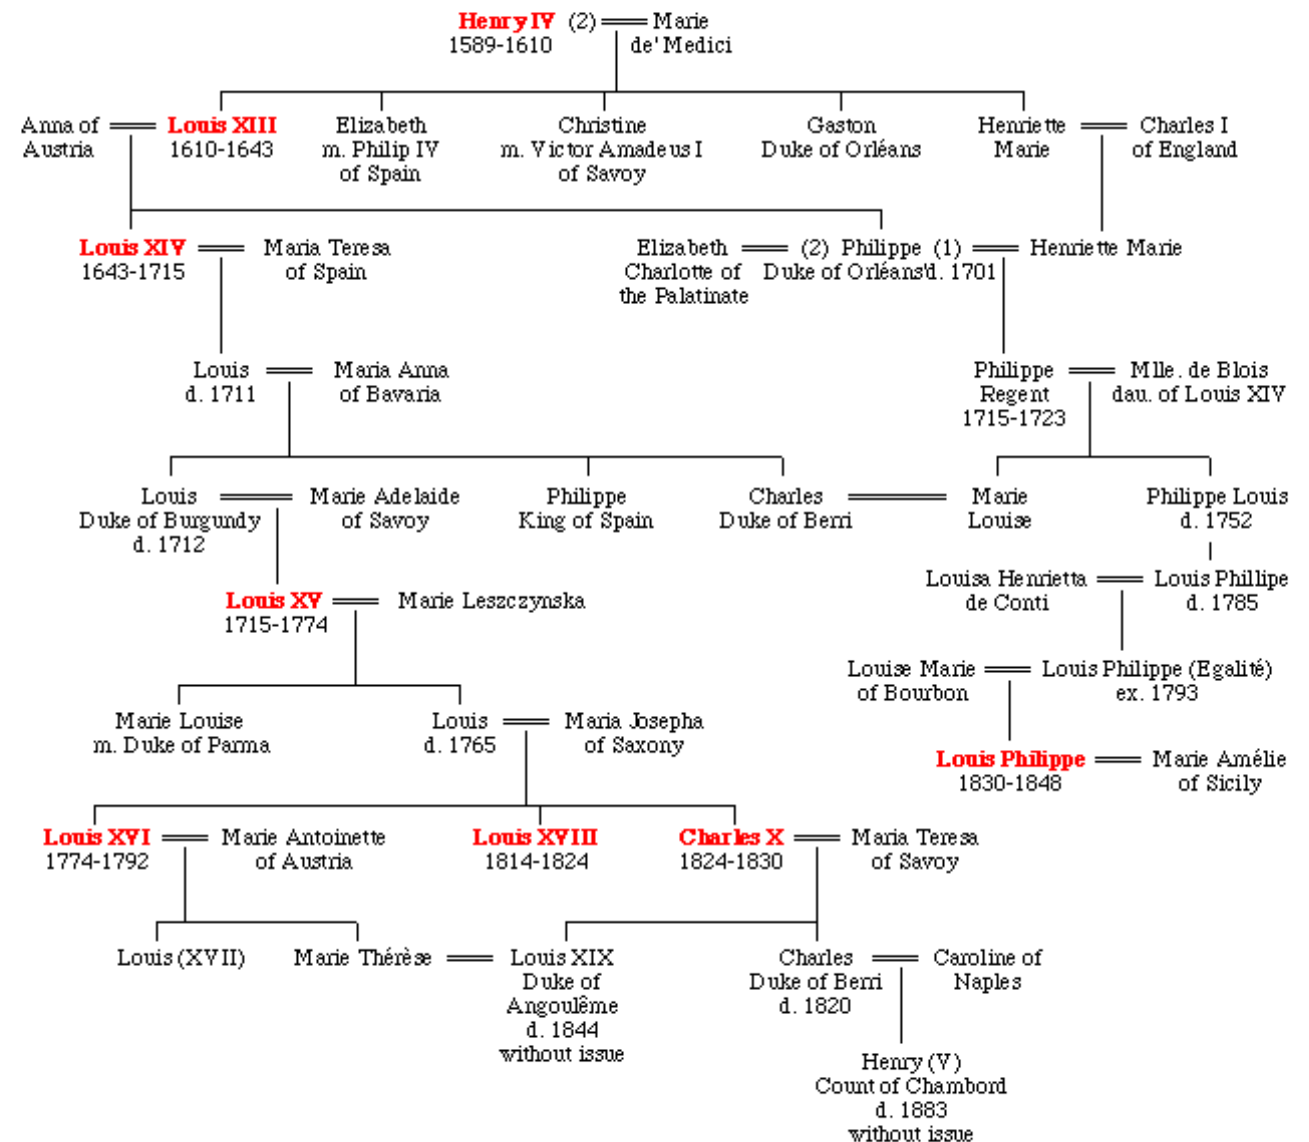 Henry IV (2) Marie
1589-1610 de' Medici
Anna of Louis XIII Elizabeth Christine Gaston Henriette Charles I
Austria 1610-1643 m. Philip IV m. Victor Amadeus I Duke of Orléans Marie of England
of Spain of Savoy
Louis XIV Maria Teresa Elizabeth (2) Philippe (1) Henriette Marie
1643-1715 of Spain Charlotte of Duke of Orléans'd. 1701
the Palatinate
Louis Maria Anna Philippe Mlle. de Blois
d. 1711 of Bavaria Regent dau. of Louis XIV
1715-1723
Louis Marie Adelaide Philippe Charles Marie Philippe Louis
Duke of Burgundy of Savoy King of Spain Duke of Berri Louise d. 1752
d. 1712
Louisa Henrietta Louis Phillipe
de Conti d. 1785
Louis XV Marie Leszczynska
1715-1774
Louise Marie Louis Philippe (Egalité)
of Bourbon ex. 1793
Marie Louise Louis Maria Josepha
m. Duke of Parma d. 1765 of Saxony
Louis Philippe Marie Amélie
1830-1848 of Sicily
Louis XVI Marie Antoinette Louis XVIII Charles X Maria Teresa
1774-1792 of Austria 1814-1824 1824-1830 of Savoy
Louis (XVII) Marie Thérèse Louis XIX Charles Caroline of
Duke of Duke of Berri Naples
Angoulême d. 1820
d. 1844
without issue
Henry (V)
Count of Chambord
d. 1883
without issue